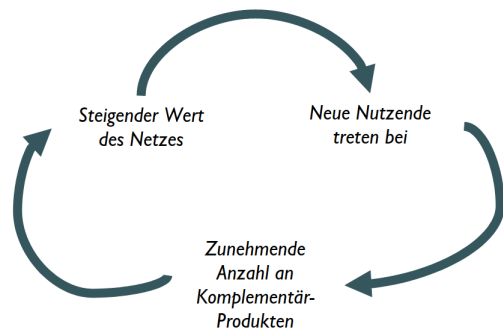 Steigender Wert
des Netzes
Neue Nutzende
treten bei
Zunehmende
Anzahl an
Komplementär-
Produkten